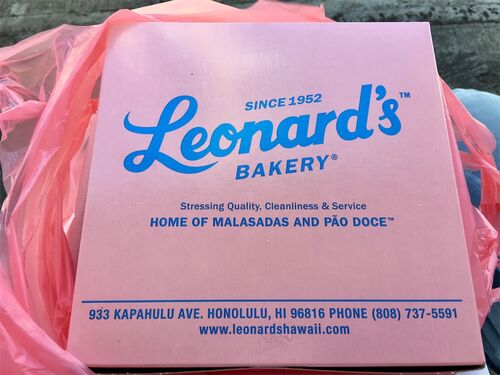 SINCE 1952
Leonard's™
BAKERY®
Stressing Quality, Cleanliness & Service
HOME OF MALASADAS AND PÃO DOCE™
933 KAPAHULU AVE. HONOLULU, HI 96816 PHONE (808) 737-5591
www.leonardshawaii.com